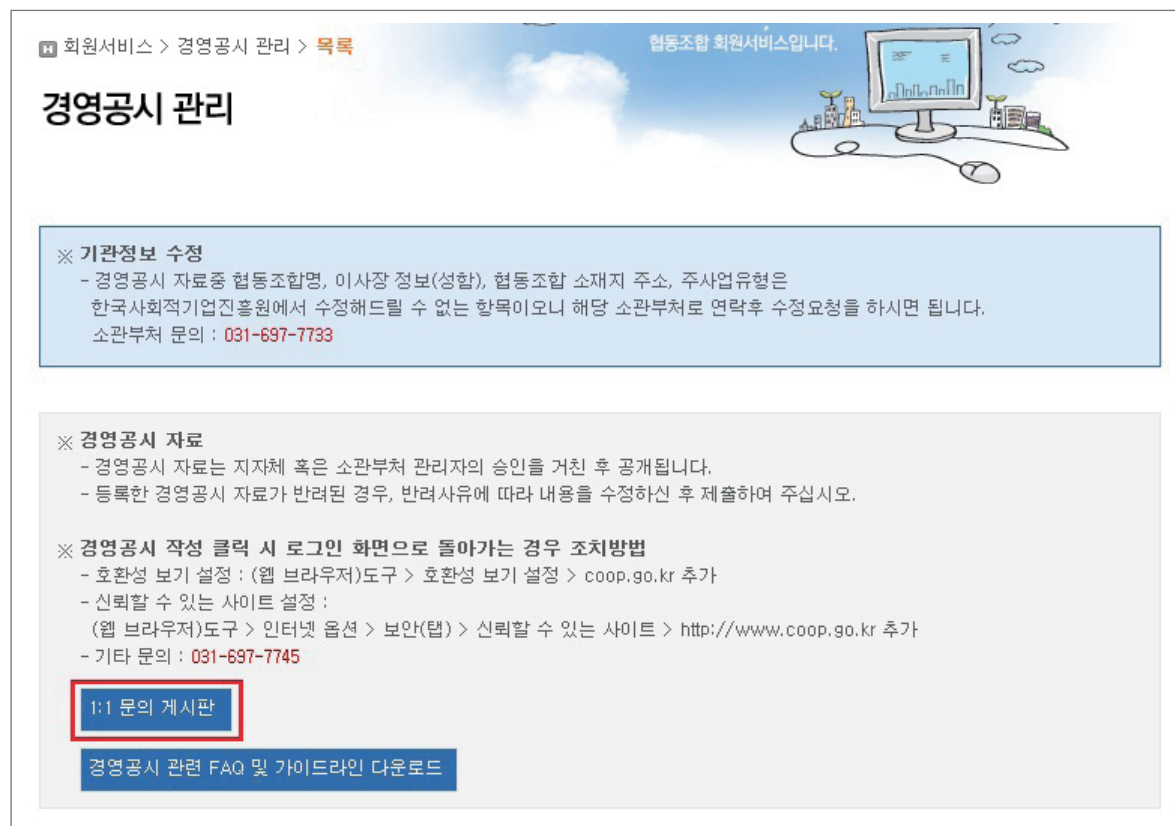 H 회원서비스 > 경영공시 관리 > 목록
협동조합 회원서비스입니다.
경영공시 관리
※ 기관정보 수정
- 경영공시 자료중 협동조합명, 이사장 정보(성함), 협동조합 소재지 주소, 주사업유형은
한국사회적기업진흥원에서 수정해드릴 수 없는 항목이오니 해당 소관부처로 연락후 수정요청을 하시면 됩니다.
소관부처 문의 : 031-697-7733
※ 경영공시 자료
- 경영공시 자료는 지자체 혹은 소관부처 관리자의 승인을 거친 후 공개됩니다.
- 등록한 경영공시 자료가 반려된 경우, 반려사유에 따라 내용을 수정하신 후 제출하여 주십시오.
※ 경영공시 작성 클릭 시 로그인 화면으로 돌아가는 경우 조치방법
- 호환성 보기 설정 : (웹 브라우저)도구 > 호환성 보기 설정 > coop.go.kr 추가
- 신뢰할 수 있는 사이트 설정 :
(웹 브라우저)도구 > 인터넷 옵션 > 보안(탭) > 신뢰할 수 있는 사이트 > http://www.coop.go.kr 추가
- 기타 문의 : 031-697-7745
1:1 문의 게시판
경영공시 관련 FAQ 및 가이드라인 다운로드